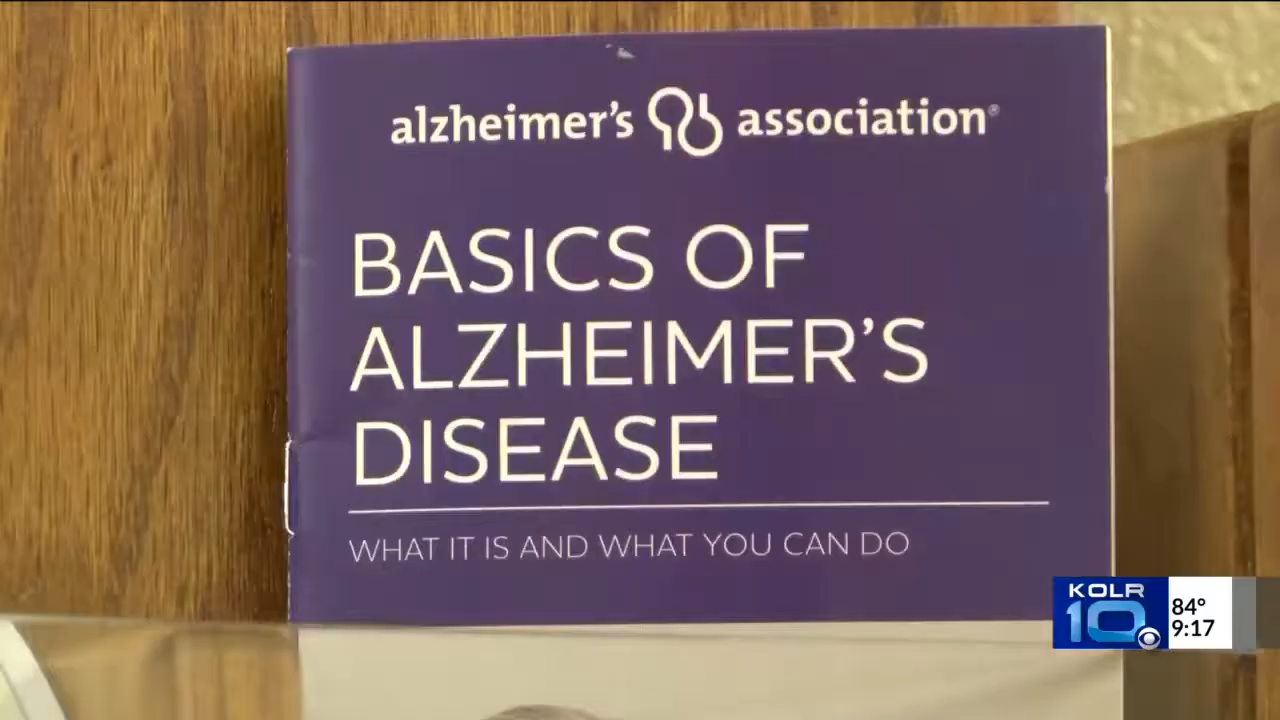 alzheimer's association®
BASICS OF
ALZHEIMER'S
DISEASE
WHAT IT IS AND WHAT YOU CAN DO
KOLR
10
84°
9:17